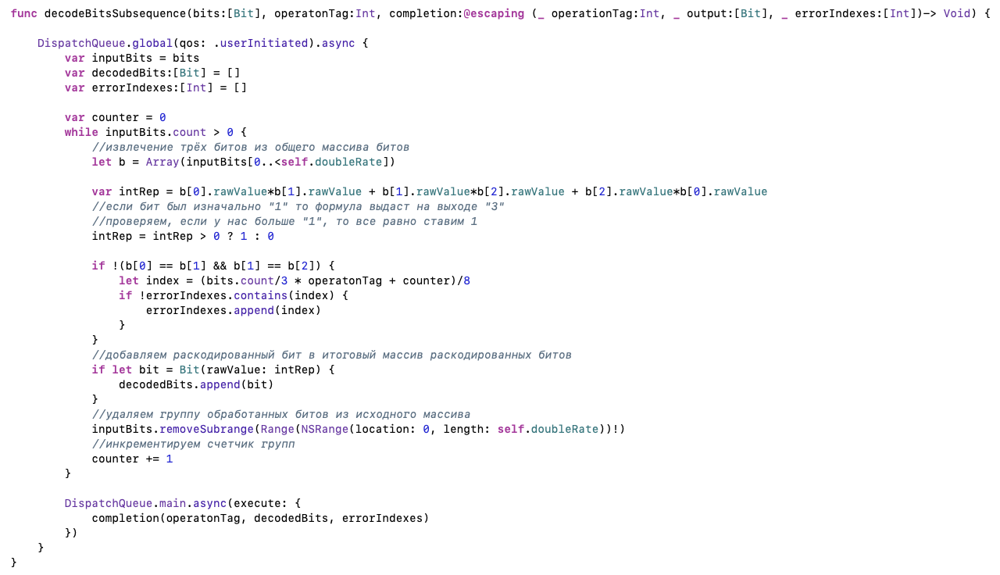 func decodeBitsSubsequence(bits:[Bit], operatonTag:Int, completion:@escaping (_ operationTag:Int, _ output:[Bit], _ errorIndexes:[Int])-> Void) {
DispatchQueue.global(qos: .userInitiated).async {
var inputBits = bits
var decodedBits:[Bit] = []
var errorIndexes:[Int] = []
var counter = 0
while inputBits.count > 0 {
//извлечение трёх битов из общего массива битов
let b = Array(inputBits[0..<self.doubleRate])
var intRep = b[0].rawValue*b[1].rawValue + b[1].rawValue*b[2].rawValue + b[2].rawValue*b[0].rawValue
//если бит был изначально "1" то формула выдаст на выходе "3"
//проверяем, если у нас больше "1", то все равно ставим 1
intRep = intRep > 0 ? 1 : 0
if !(b[0] == b[1] && b[1] == b[2]) {
let index = (bits.count/3 * operatonTag + counter)/8
if !errorIndexes.contains(index) {
errorIndexes.append(index)
}
}
//добавляем раскодированный бит в итоговый массив раскодированных битов
if let bit = Bit(rawValue: intRep) {
decodedBits.append(bit)
}
//удаляем группу обработанных битов из исходного массива
inputBits.removeSubrange(Range(NSRange(location: 0, length: self.doubleRate))!)
//инкрементируем счетчик групп
counter += 1
}
DispatchQueue.main.async(execute: {
completion(operatonTag, decodedBits, errorIndexes)
})
}
}